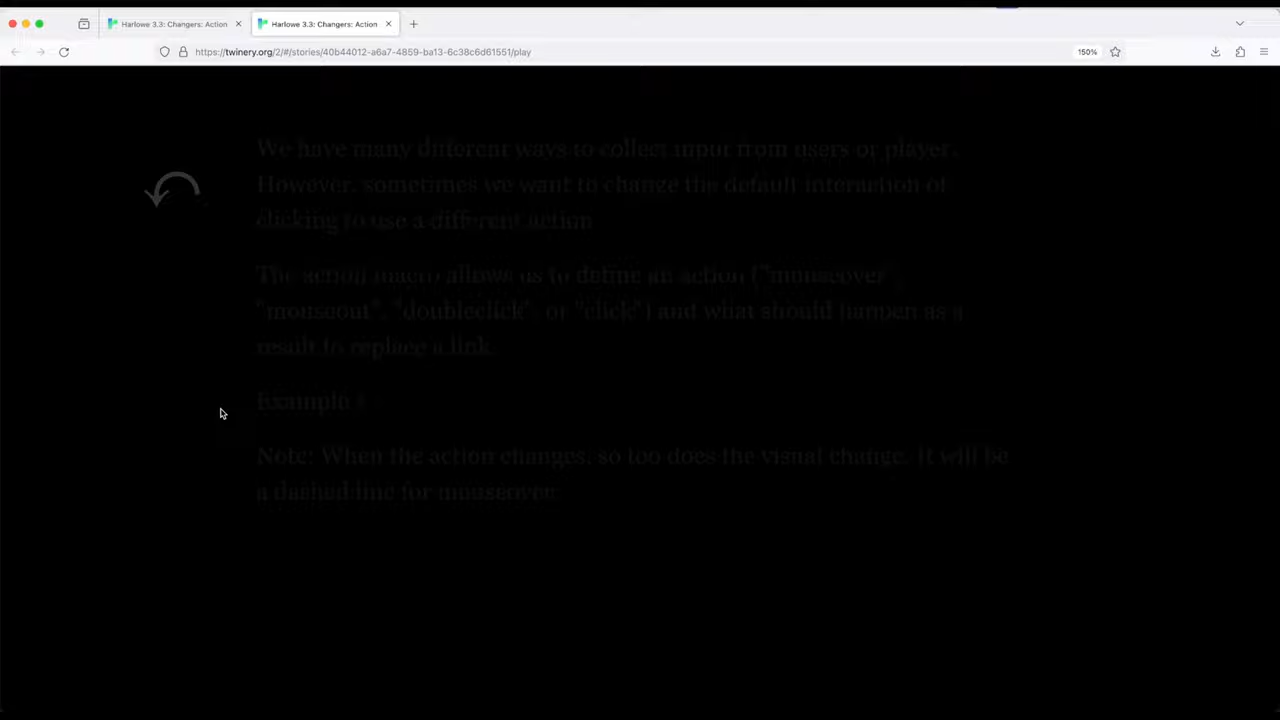 Harlowe 3.3: Changers: Action
Harlowe 3.3: Changers: Action
https://twinery.org/2/#/stories/40b44012-a6a7-4859-ba13-6c38c6d61551/play
150%
We have many different ways to collect input from users or player.
However, sometimes we want to change the default interaction of
clicking to use a different action
The action macro allows us to define an action ("mouseover"
"mouseout", "doubleclick", or "click") and what should happen as a
result to replace a link
Example
Note: When the action changes, so too does the visual change. It will be
a dashed line for mouseover